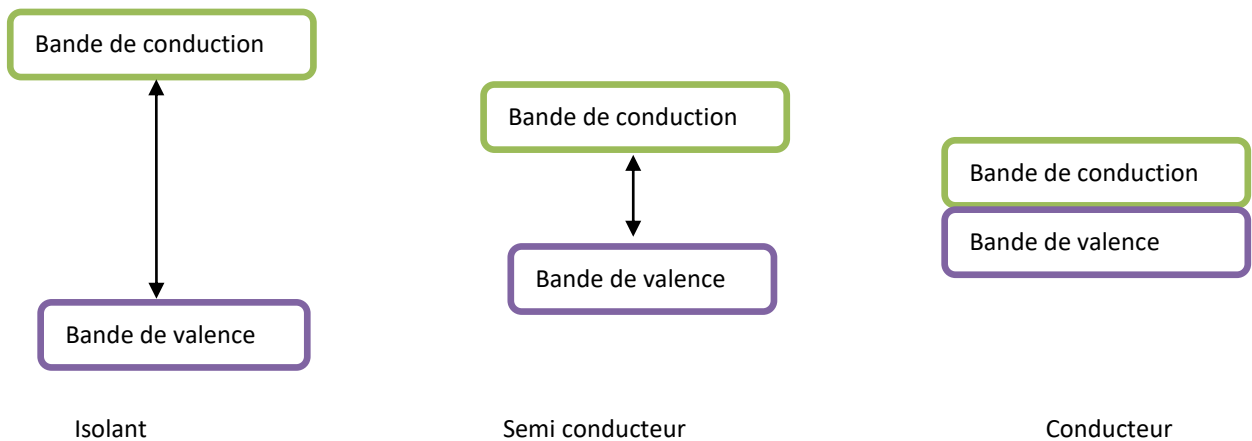 Bande de conduction
Bande de valence
Isolant
Bande de conduction
Bande de valence
Semi conducteur
Bande de conduction
Bande de valence
Conducteur